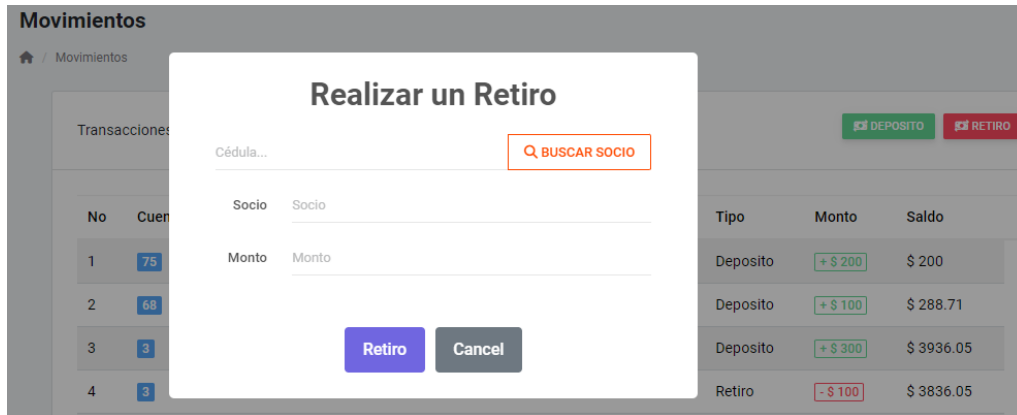 Movimientos
/ Movimientos
Realizar un Retiro
Transacciones
DEPOSITO
RETIRO
Cédula...
BUSCAR SOCIO
Socio Socio
Monto Monto
No Tipo Monto Saldo
1 75 Deposito + $ 200 $ 200
2 68 Deposito + $ 100 $ 288.71
3 3 Deposito + $ 300 $ 3936.05
4 3 Retiro - $ 100 $ 3836.05
Retiro Cancel